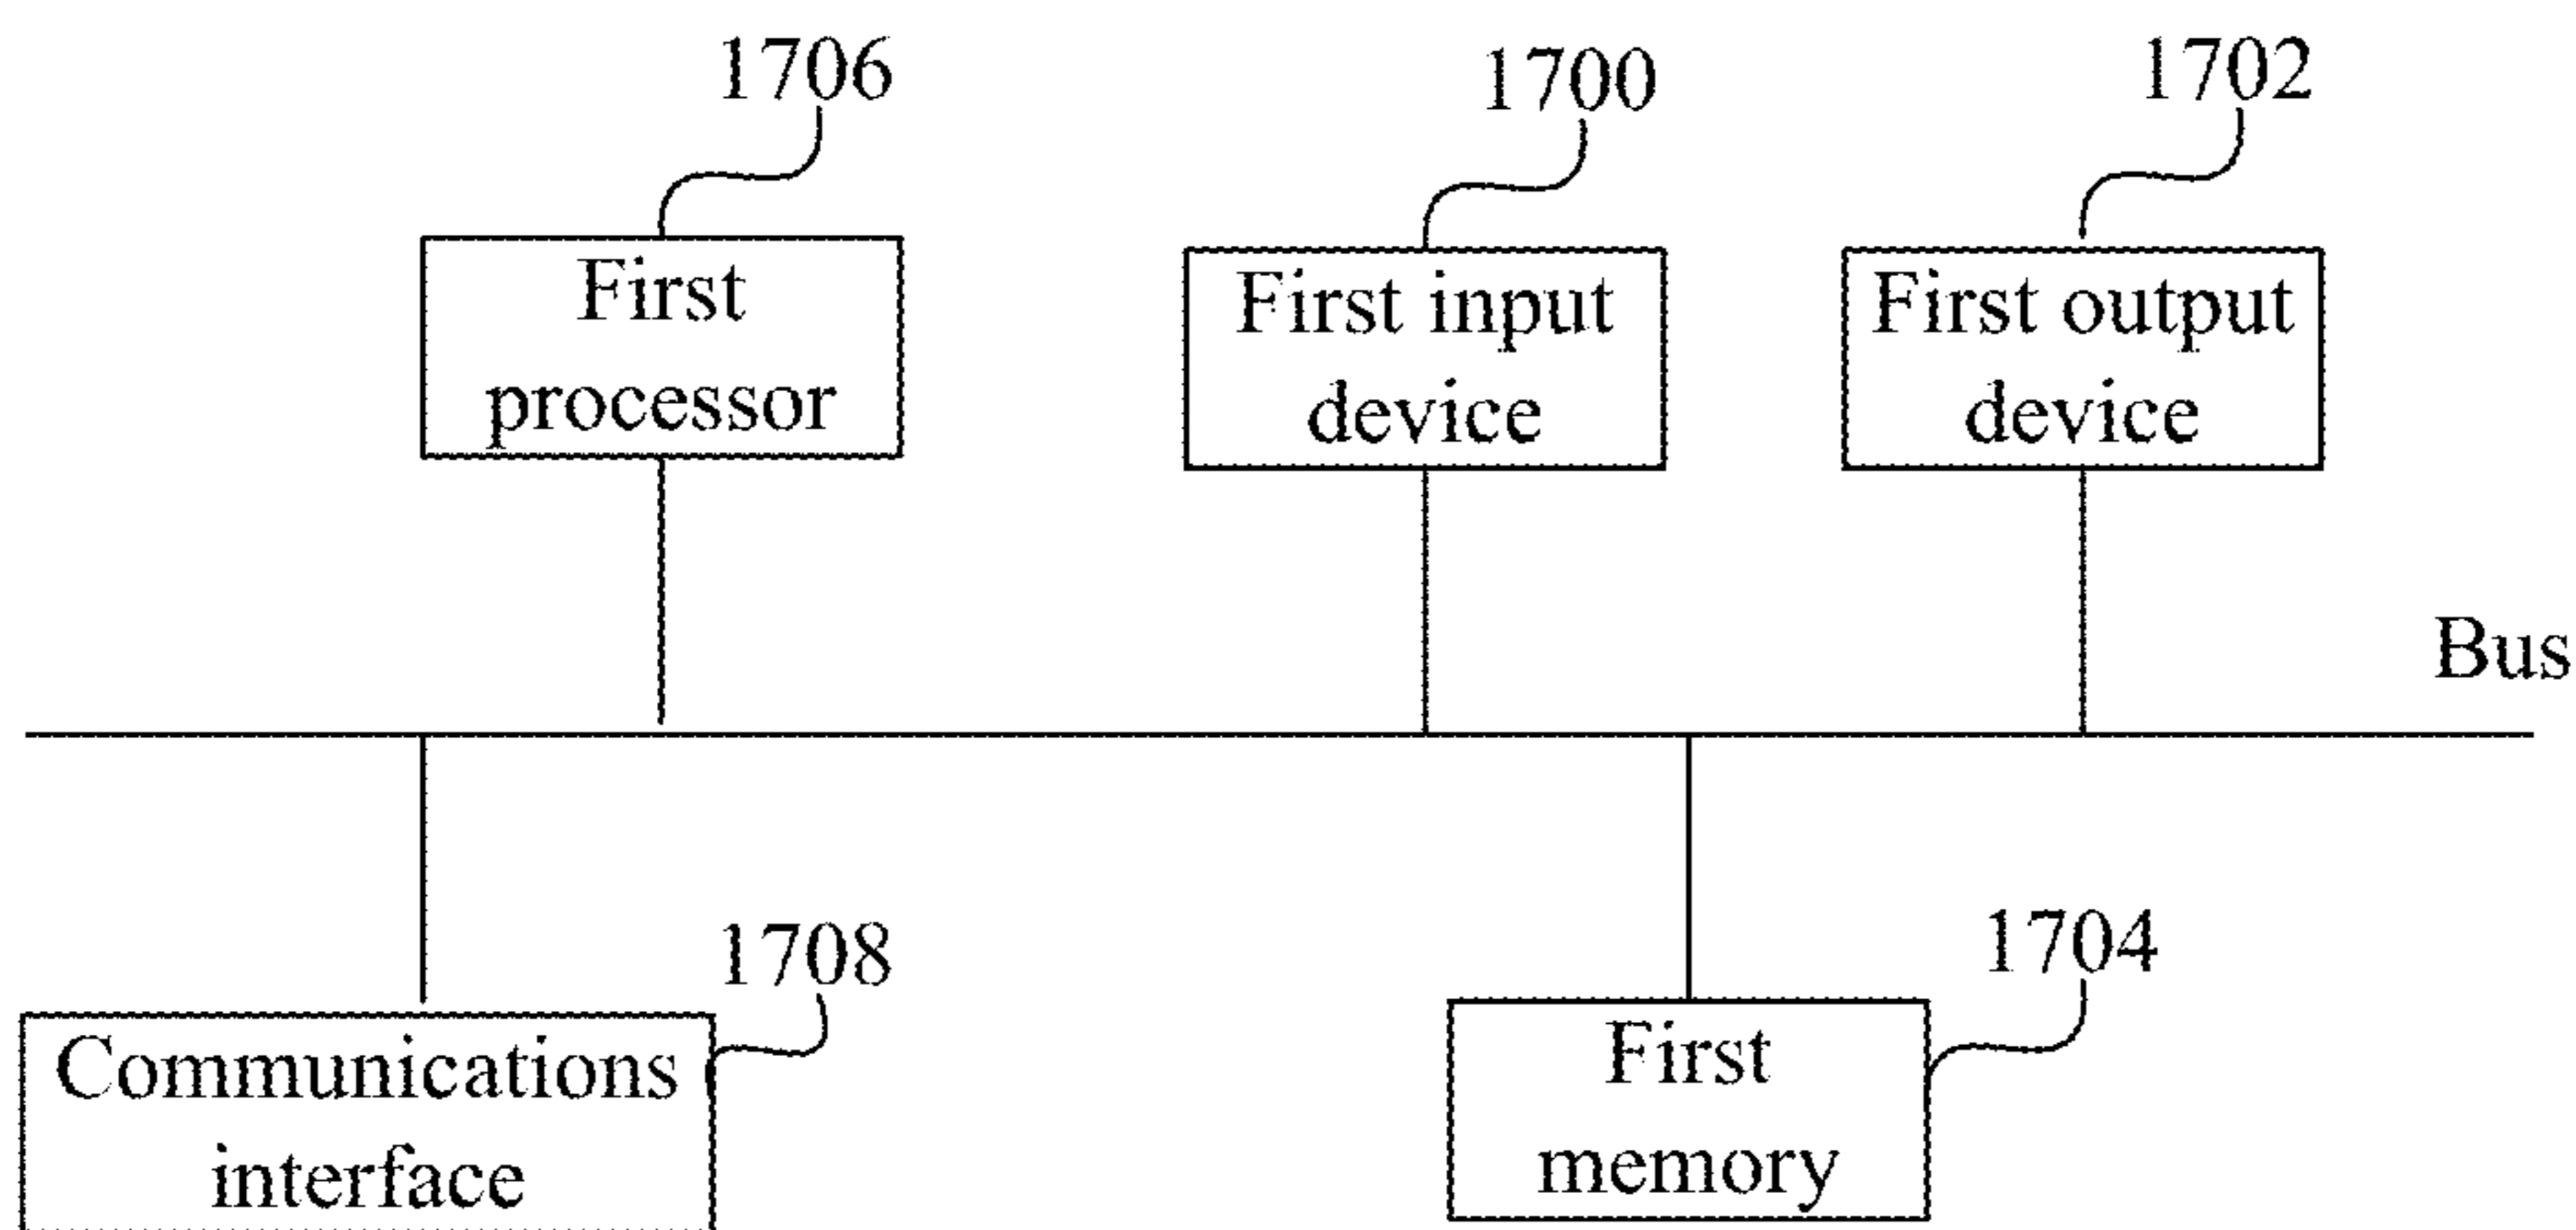 1706
1700
1702
First
processor
First input
device
First output
device
Bus
1708
1704
Communications
interface
First
memory